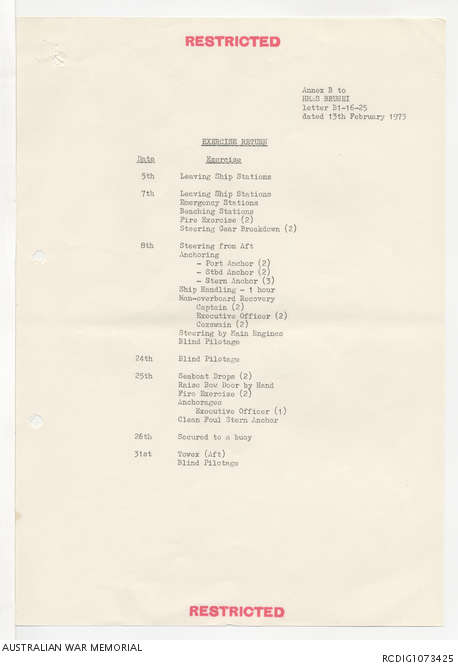 RESTRICTED
Annex B to
HMAS BRUNEI
letter B1-16-25
dated 13th February 1973
EXERCISE RETURN
Date Exercise
5th Leaving Ship Stations
7th Leaving Ship Stations
Emergency Stations
Beaching Stations
Fire Exercise (2)
Steering Gear Breakdown (2)
8th Steering from Aft
Anchoring
- Port Anchor (2)
- Stbd Anchor (2)
- Stern Anchor (3)
Ship Handling - 1 hour
Man-overboard Recovery
Captain (2)
Executive Officer (2)
Coxswain (2)
Steering by Main Engines
Blind Pilotage
24th Blind Pilotage
25th Seaboat Drops (2)
Raise Bow Door by Hand
Fire Exercise (2)
Anchorages
Executive Officer (1)
Clean Foul Stern Anchor
26th Secured to a buoy
31st Towex (Aft)
Blind Pilotage
RESTRICTED
AUSTRALIAN WAR MEMORIAL
RCDIG1073425